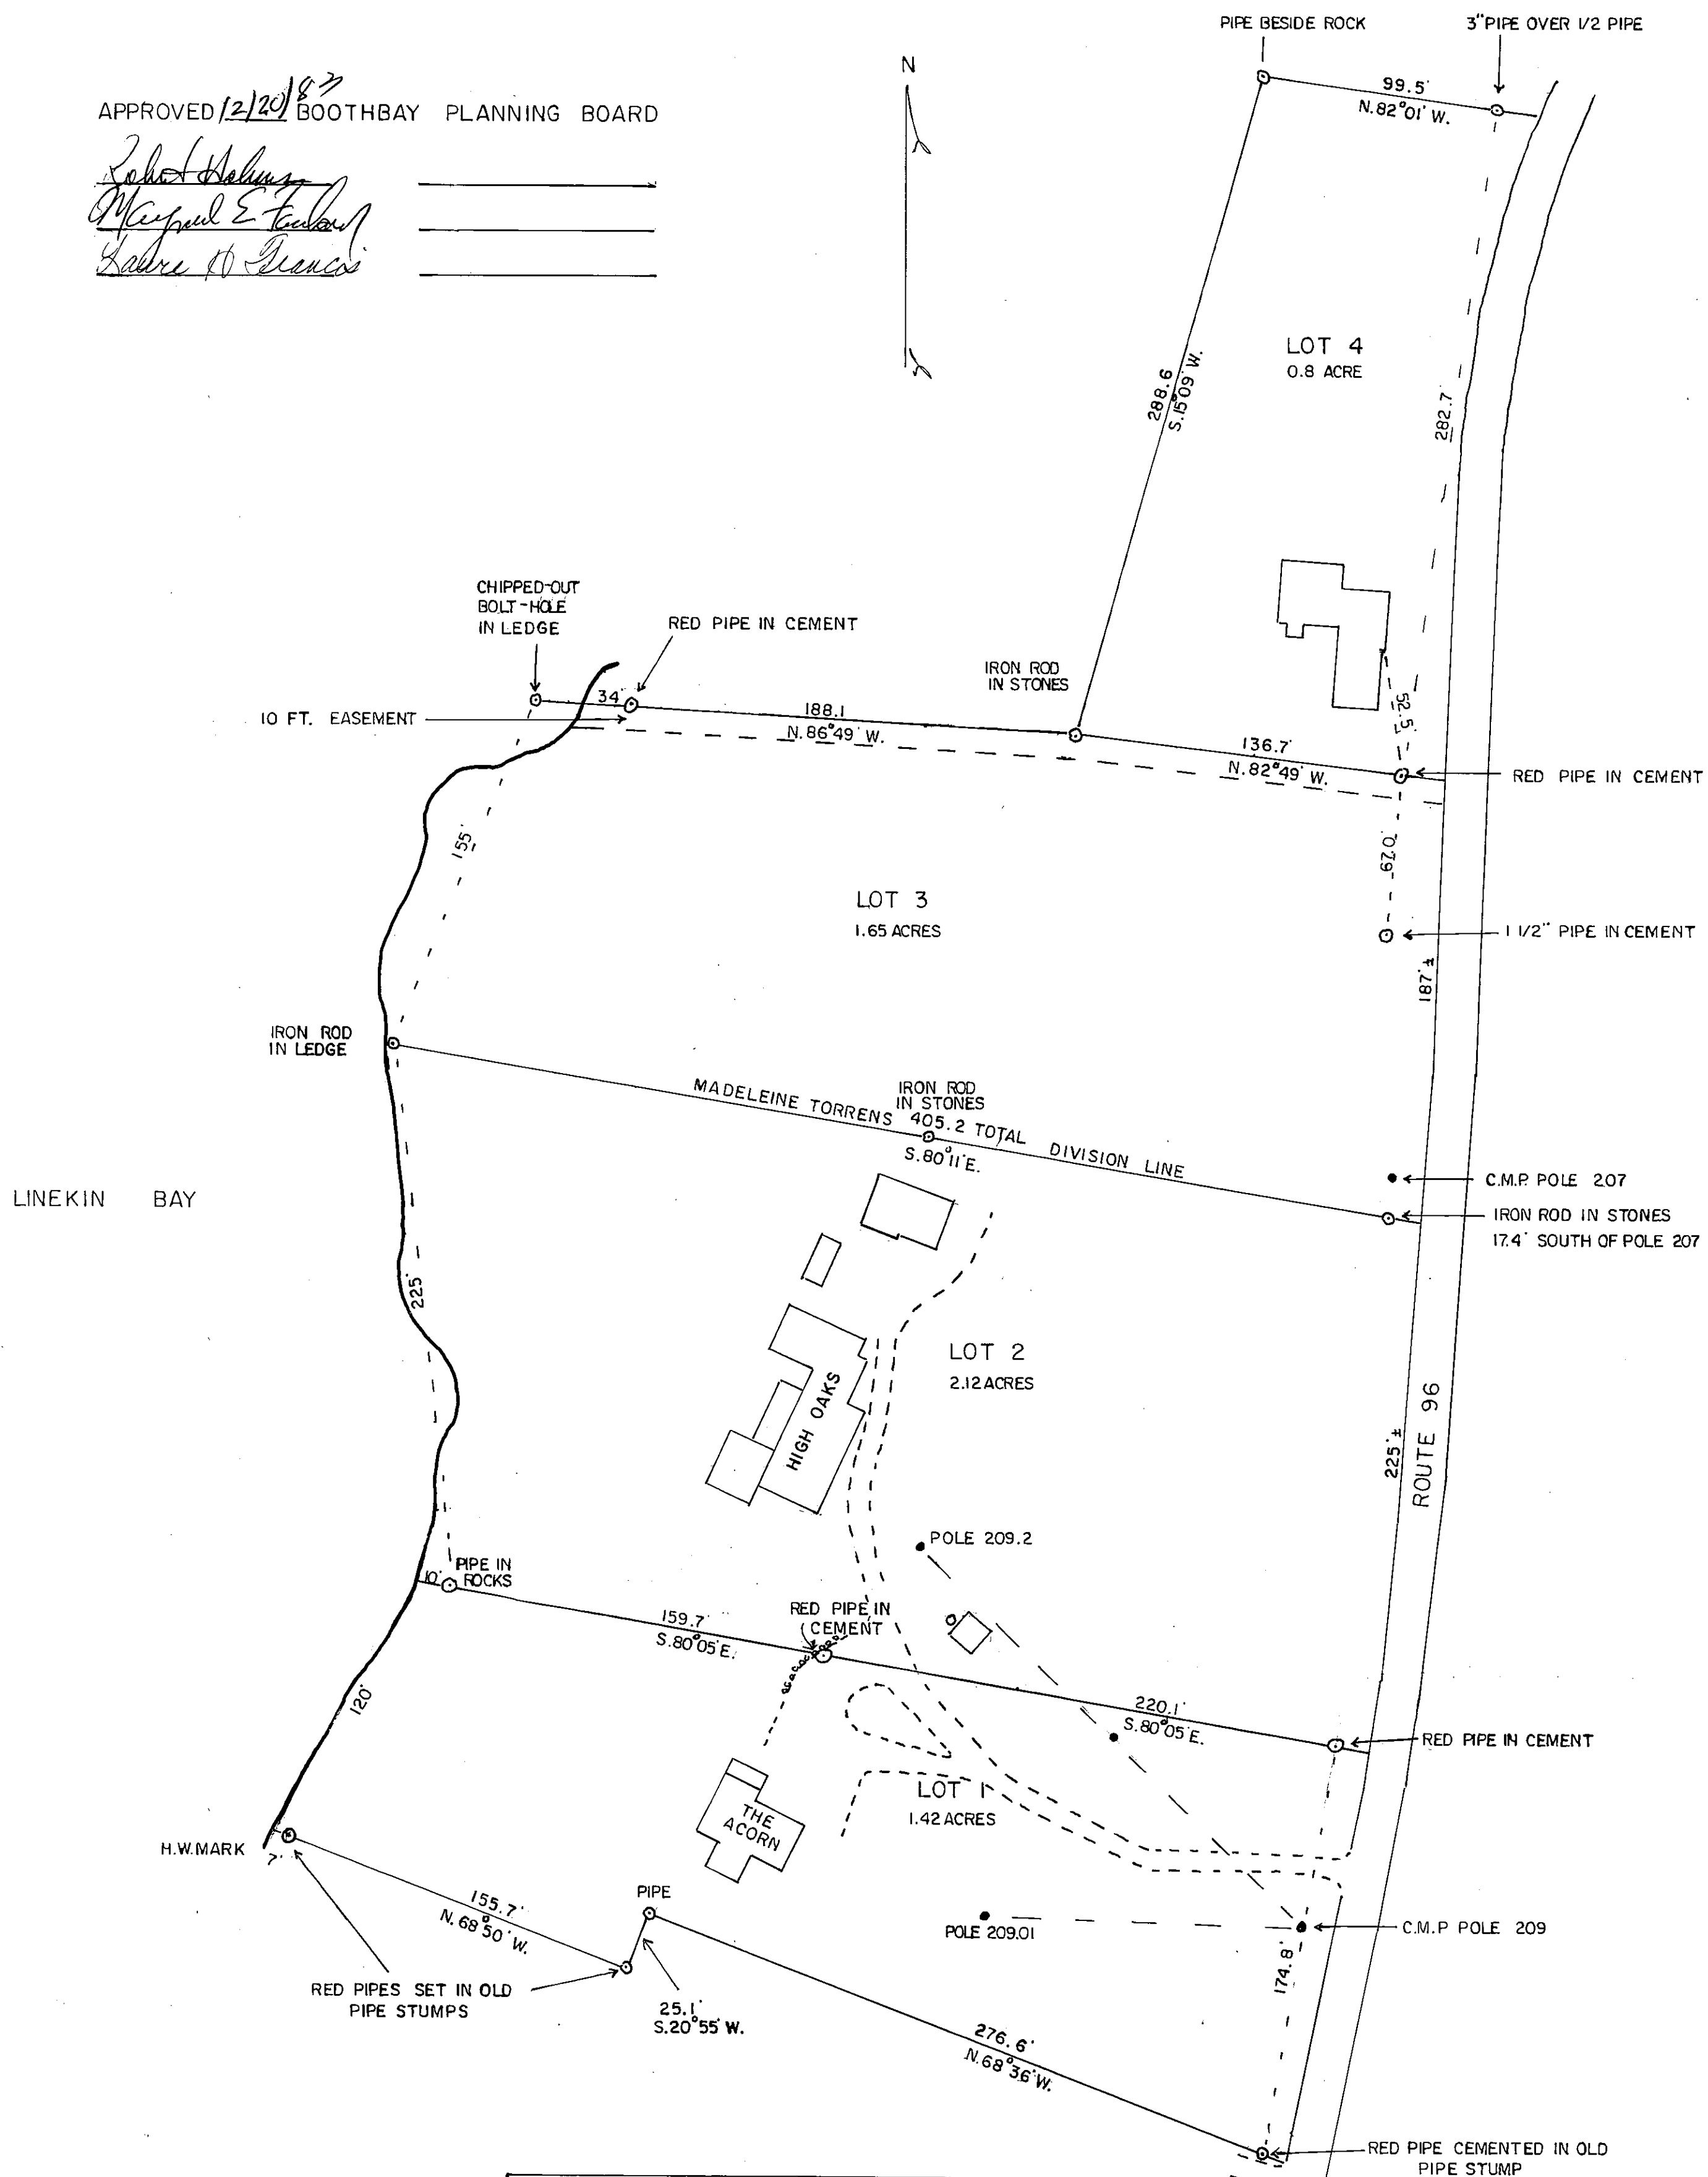 PIPE BESIDE ROCK
3" PIPE OVER 1/2 PIPE
N
APPROVED 12/20/83 BOOTHBAY PLANNING BOARD
99.5'
N.82°01' W.
LOT 4
0.8 ACRE
288.6
S.15°09' W.
282.7'
CHIPPED-OUT
BOLT-HOLE
IN LEDGE
RED PIPE IN CEMENT
IRON ROD
IN STONES
34'
10 FT. EASEMENT
188.1
N.86°49' W.
52.5'
136.7'
N.82°49' W.
RED PIPE IN CEMENT
155'
LOT 3
1.65 ACRES
1 1/2" PIPE IN CEMENT
187'±
IRON ROD
IN LEDGE
IRON ROD
IN STONES
MADELEINE TORRENS 405.2 TOTAL DIVISION LINE
S.80°11'E.
LINEKIN BAY
C.M.P. POLE 207
IRON ROD IN STONES
17.4' SOUTH OF POLE 207
225'
LOT 2
2.12 ACRES
HIGH OAKS
225'±
ROUTE 96
POLE 209.2
PIPE IN
ROCKS
10'
159.7'
S.80°05'E.
RED PIPE IN
CEMENT
120'
220.1'
S.80°05'E.
RED PIPE IN CEMENT
LOT 1
1.42 ACRES
THE
ACORN
H.W.MARK
7'
155.7'
N.68°50' W.
PIPE
POLE 209.01
C.M.P POLE 209
174.8'
RED PIPES SET IN OLD
PIPE STUMPS
25.1'
S.20°55' W.
276.6'
N.68°36'W.
RED PIPE CEMENTED IN OLD
PIPE STUMP